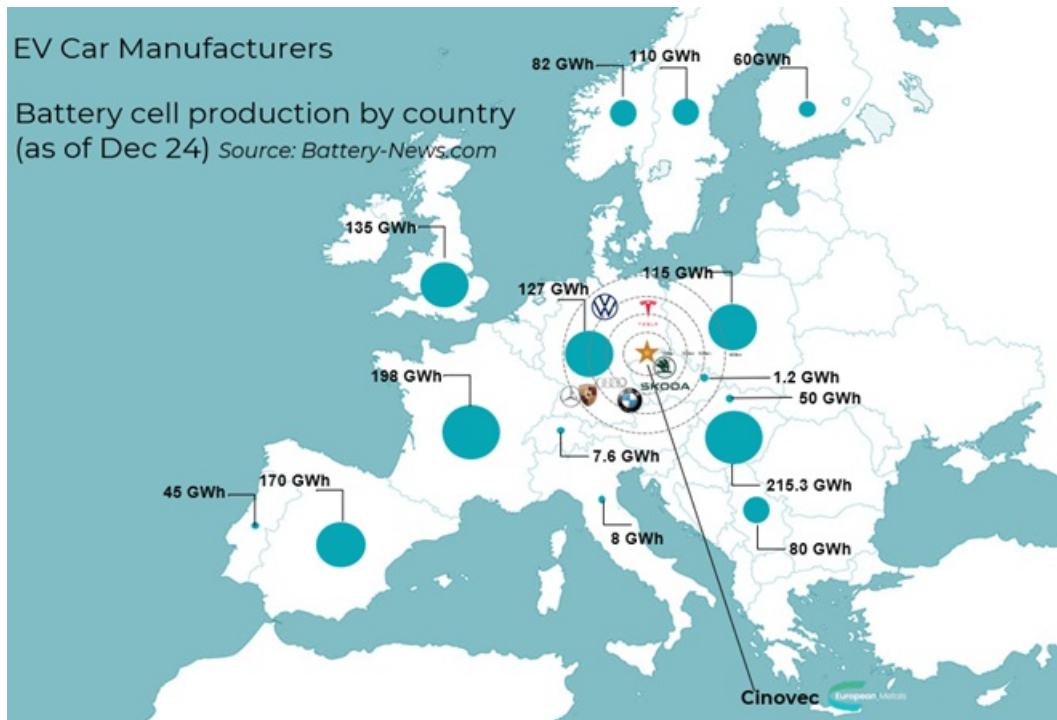 EV Car Manufacturers
Battery cell production by country
(as of Dec 24) Source: Battery-News.com
82 GWh
110 GWh
60GWh
135 GWh
127 GWh
115 GWh
TESLA
SKODA
198 GWh
1.2 GWh
50 GWh
7.6 GWh
215.3 GWh
45 GWh
170 GWh
8 GWh
80 GWh
Cinovec
European Metals